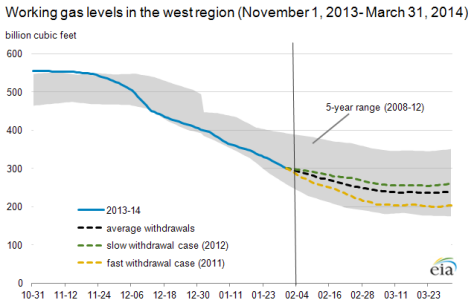 Working gas levels in the west region (November 1, 2013- March 31, 2014)
billion cubic feet
600
500
400
300
200
100
0
5-year range (2008-12)
2013-14
average withdrawals
slow withdrawal case (2012)
fast withdrawal case (2011)
eia
10-31 11-12 11-24 12-06 12-18 12-30 01-11 01-23 02-04 02-16 02-28 03-11 03-23